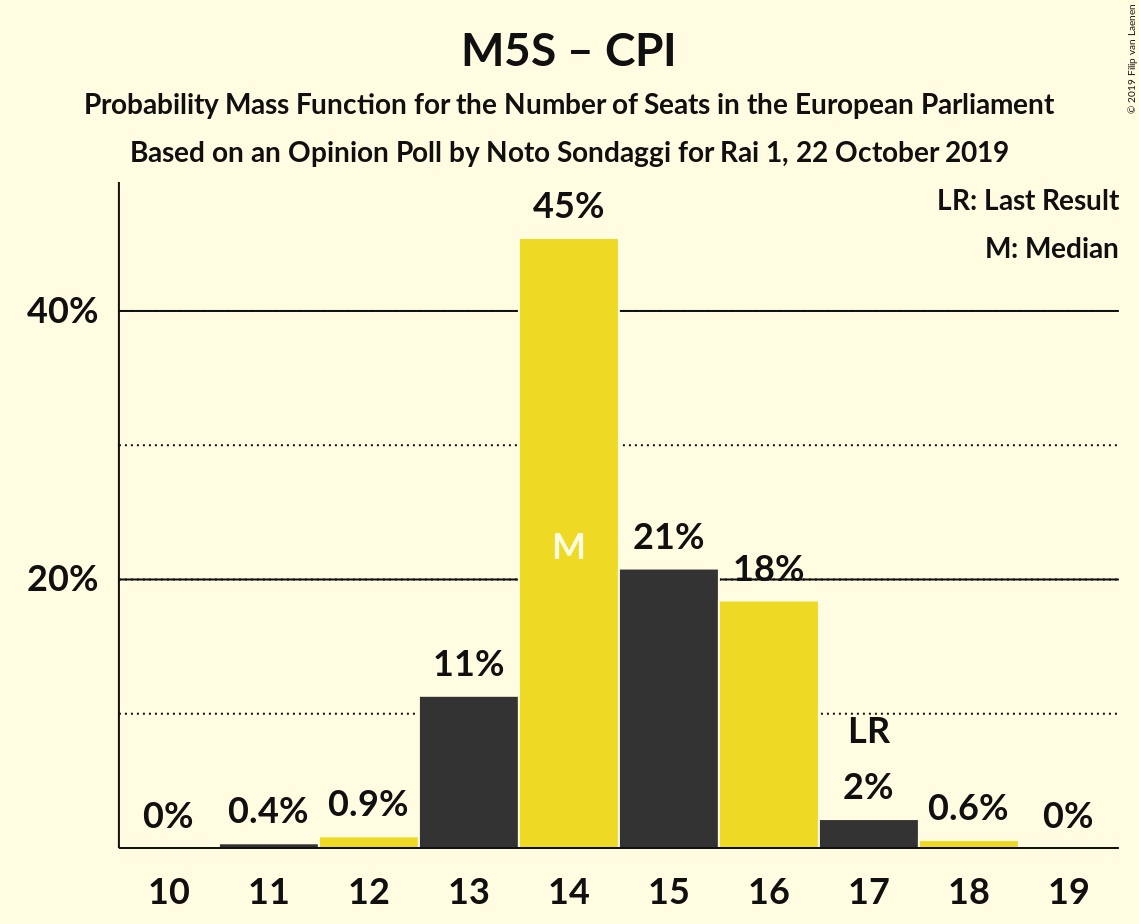 M5S – CPI
Probability Mass Function for the Number of Seats in the European Parliament
Based on an Opinion Poll by Noto Sondaggi for Rai 1, 22 October 2019
© 2019 Filip van Laenen
LR: Last Result
M: Median
45%
40%
M
21%
18%
20%
11%
LR
2%
0%
0.4%
0.9%
0.6%
0%
10 11 12 13 14 15 16 17 18 19